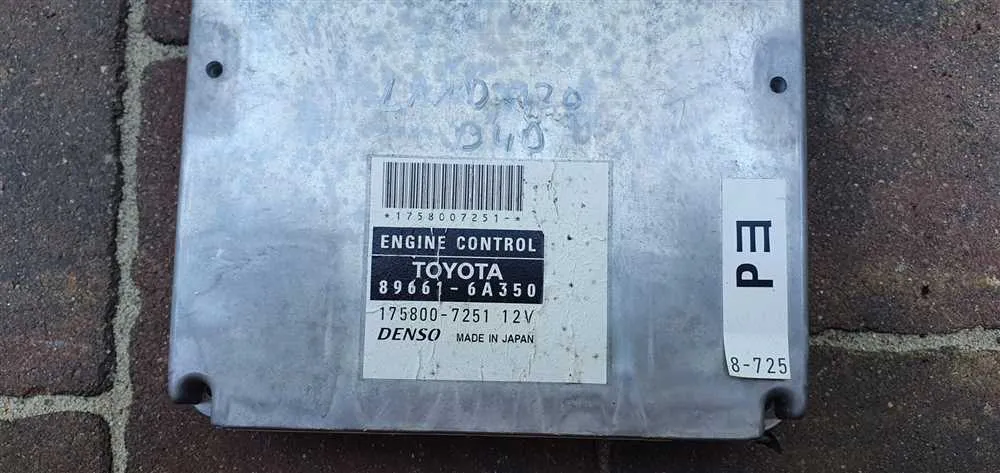 *1758007251-*
ENGINE CONTROL
TOYOTA
89661-6A350
175800-7251 12V
DENSO MADE IN JAPAN
PE
8-725